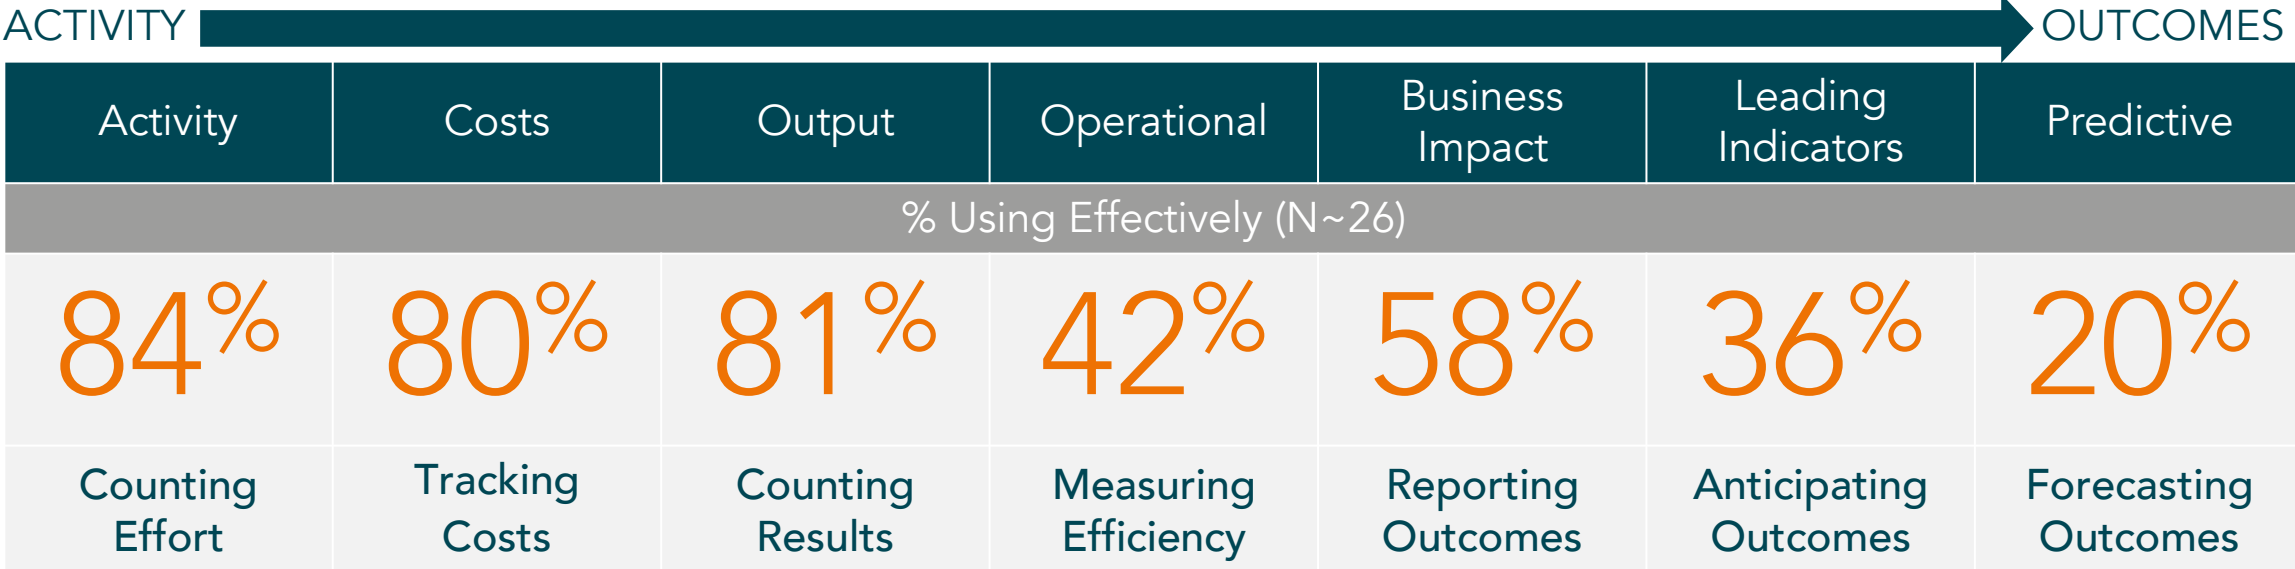 ACTIVITY OUTCOMES
Activity Costs Output Operational Business Impact Leading Indicators Predictive
% Using Effectively (N~26)
84% 80% 81% 42% 58% 36% 20%
Counting Effort Tracking Costs Counting Results Measuring Efficiency Reporting Outcomes Anticipating Outcomes Forecasting Outcomes